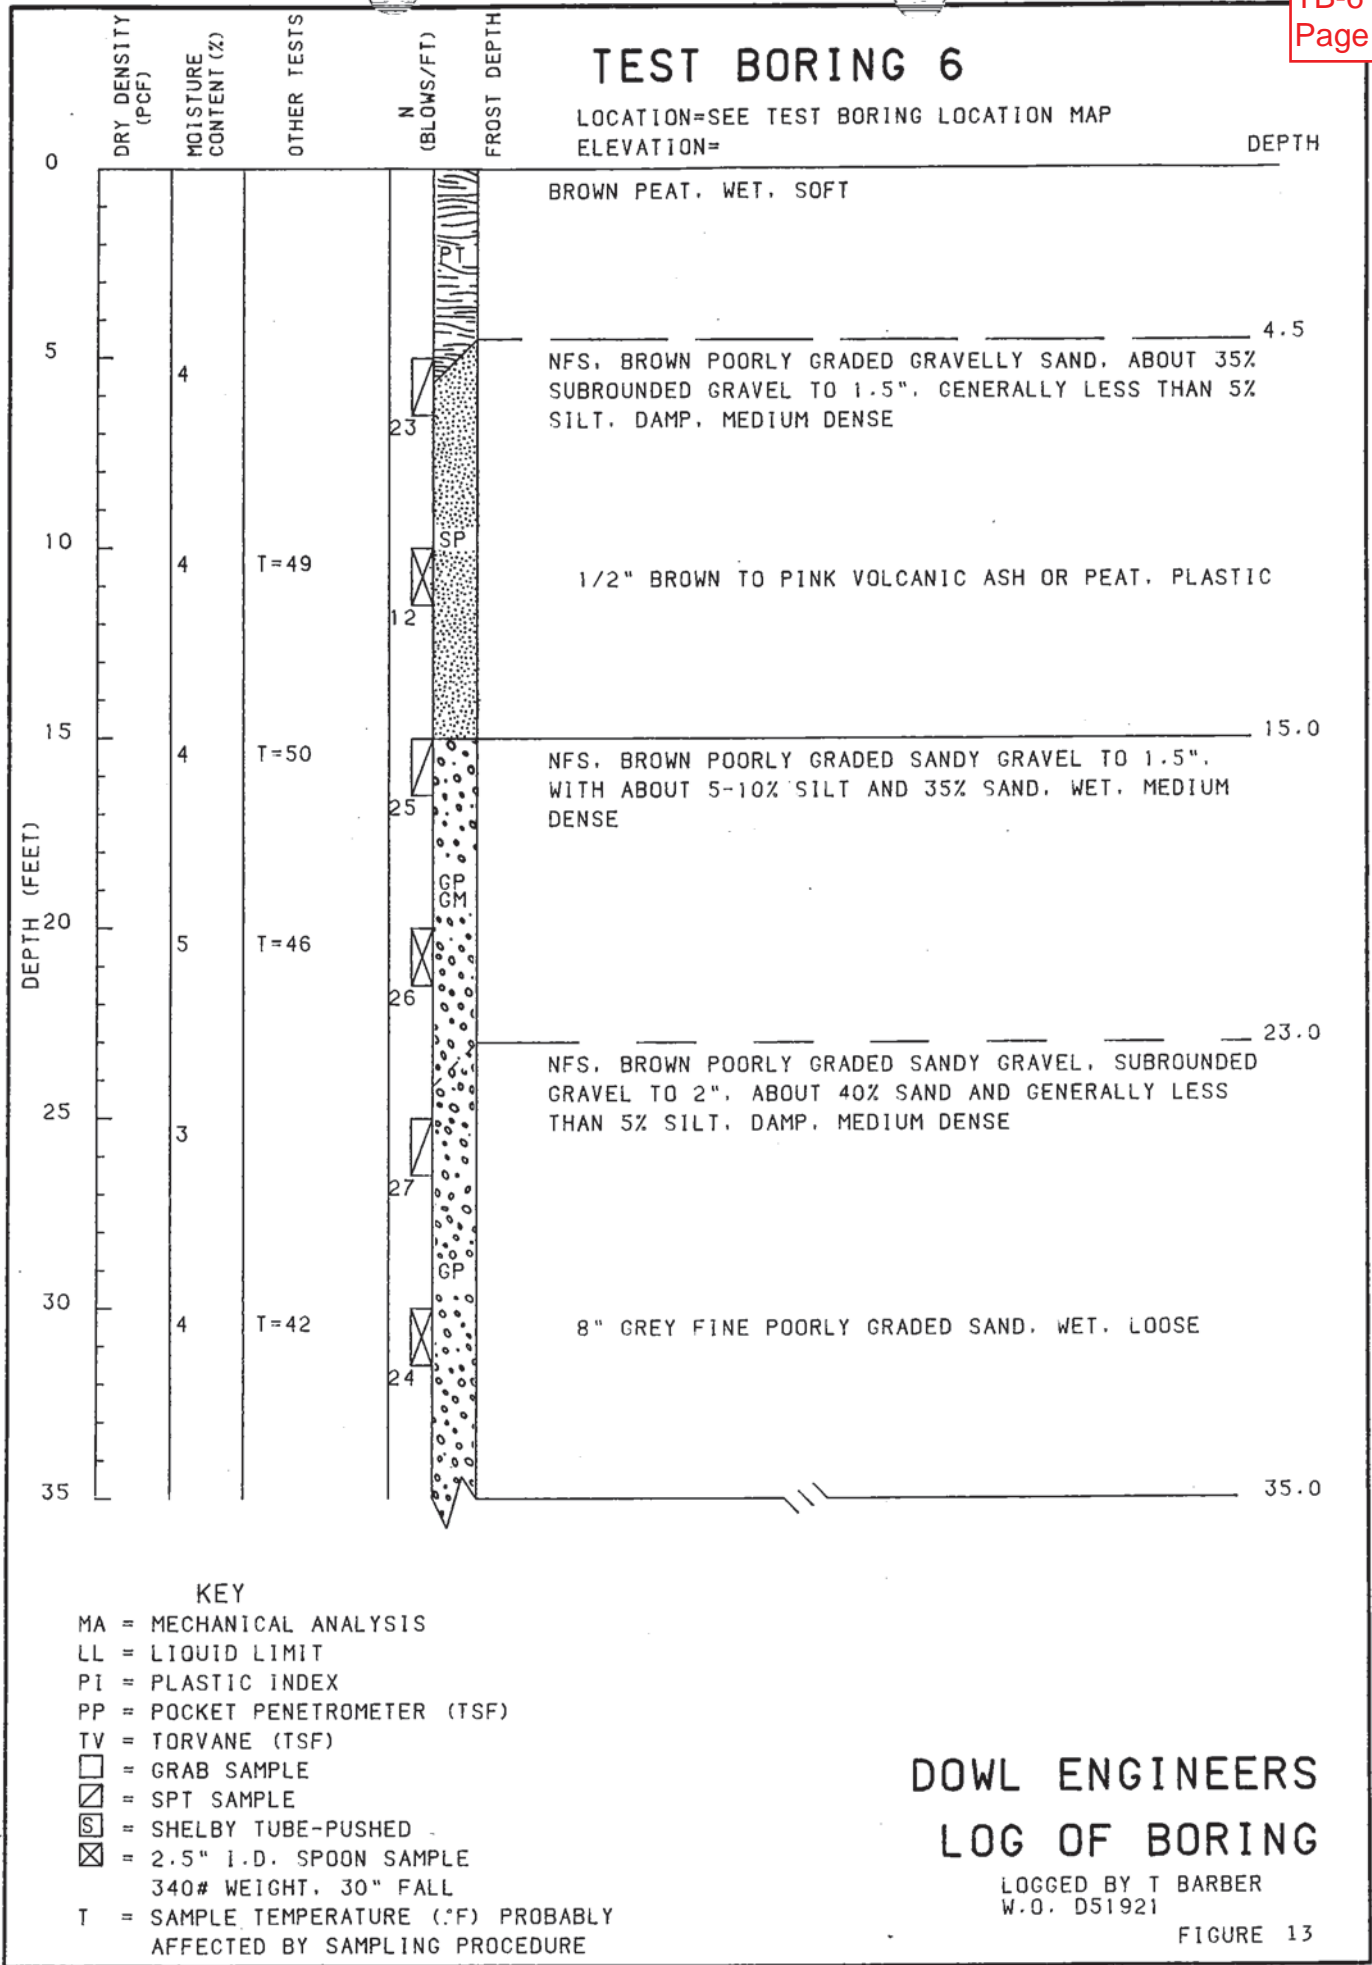 TB-6
Page
DRY DENSITY
(PCF)
MOISTURE
CONTENT (%)
OTHER TESTS
N
(BLOWS/FT)
FROST DEPTH
TEST BORING 6
LOCATION=SEE TEST BORING LOCATION MAP
ELEVATION=
DEPTH
0
BROWN PEAT, WET, SOFT
PT
4.5
5
4
23
NFS, BROWN POORLY GRADED GRAVELLY SAND, ABOUT 35%
SUBROUNDED GRAVEL TO 1.5", GENERALLY LESS THAN 5%
SILT, DAMP, MEDIUM DENSE
10
SP
4
T=49
12
1/2" BROWN TO PINK VOLCANIC ASH OR PEAT, PLASTIC
15
15.0
4
T=50
25
NFS, BROWN POORLY GRADED SANDY GRAVEL TO 1.5",
WITH ABOUT 5-10% SILT AND 35% SAND, WET, MEDIUM
DENSE
DEPTH (FEET)
GP
GM
20
5
T=46
26
23.0
NFS, BROWN POORLY GRADED SANDY GRAVEL, SUBROUNDED
GRAVEL TO 2", ABOUT 40% SAND AND GENERALLY LESS
THAN 5% SILT, DAMP, MEDIUM DENSE
25
3
27
GP
30
4
T=42
24
8" GREY FINE POORLY GRADED SAND, WET, LOOSE
35
35.0
KEY
MA = MECHANICAL ANALYSIS
LL = LIQUID LIMIT
PI = PLASTIC INDEX
PP = POCKET PENETROMETER (TSF)
TV = TORVANE (TSF)
= GRAB SAMPLE
= SPT SAMPLE
S = SHELBY TUBE-PUSHED
= 2.5" I.D. SPOON SAMPLE
340# WEIGHT, 30" FALL
T = SAMPLE TEMPERATURE (°F) PROBABLY
AFFECTED BY SAMPLING PROCEDURE
DOWL ENGINEERS
LOG OF BORING
LOGGED BY T BARBER
W.O. D51921
FIGURE 13